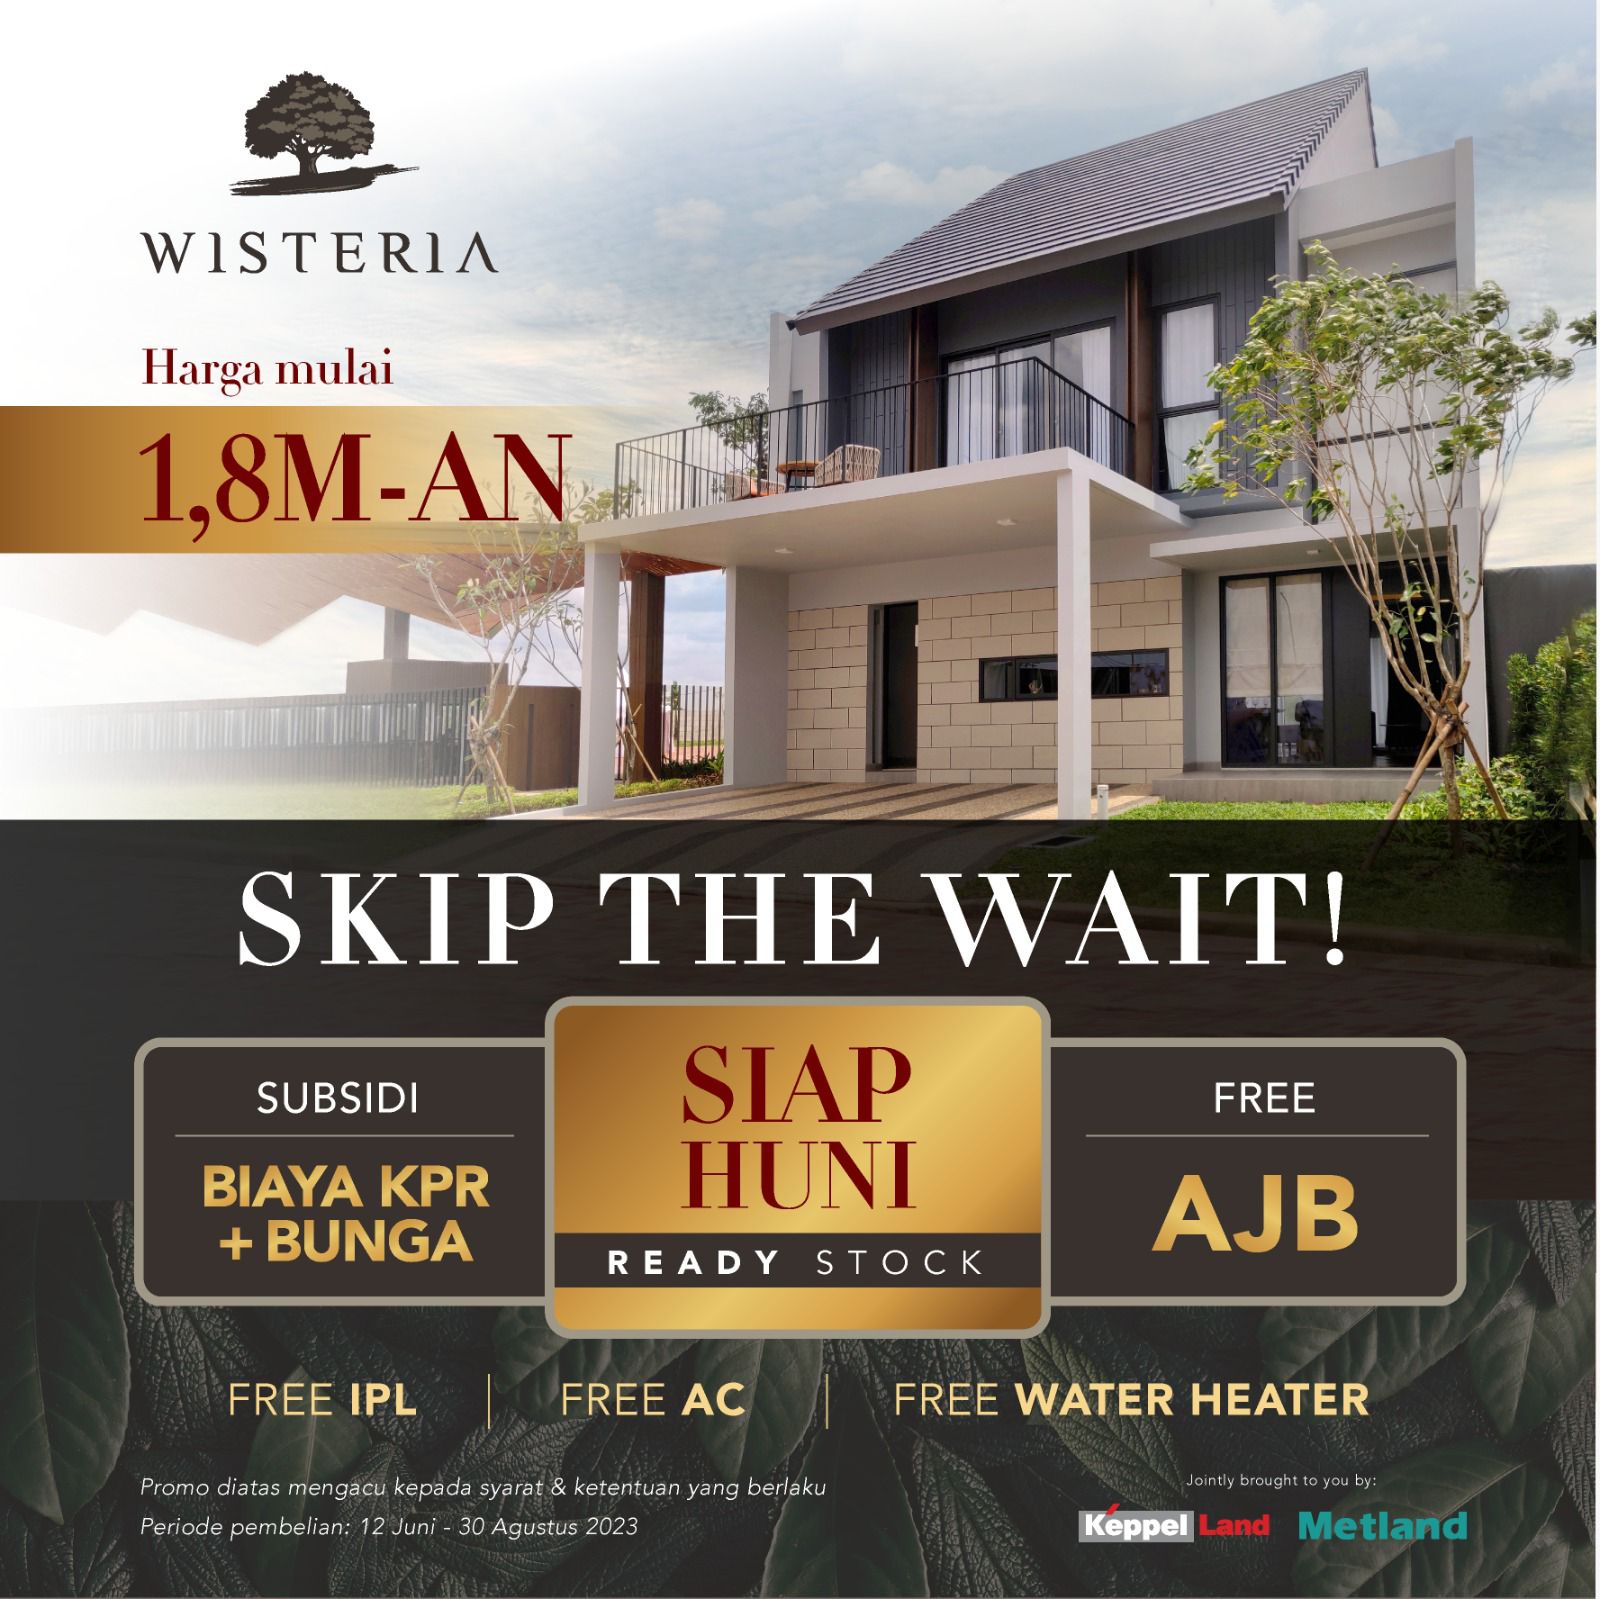 WISTERIA
Harga mulai
1,8M-AN
SKIP THE WAIT!
SUBSIDI
BIAYA KPR
+ BUNGA
SIAP
HUNI
READY STOCK
FREE
AJB
FREE IPL | FREE AC | FREE WATER HEATER
Promo diatas mengacu kepada syarat & ketentuan yang berlaku
Periode pembelian: 12 Juni - 30 Agustus 2023
Jointly brought to you by:
Keppel Land Metland